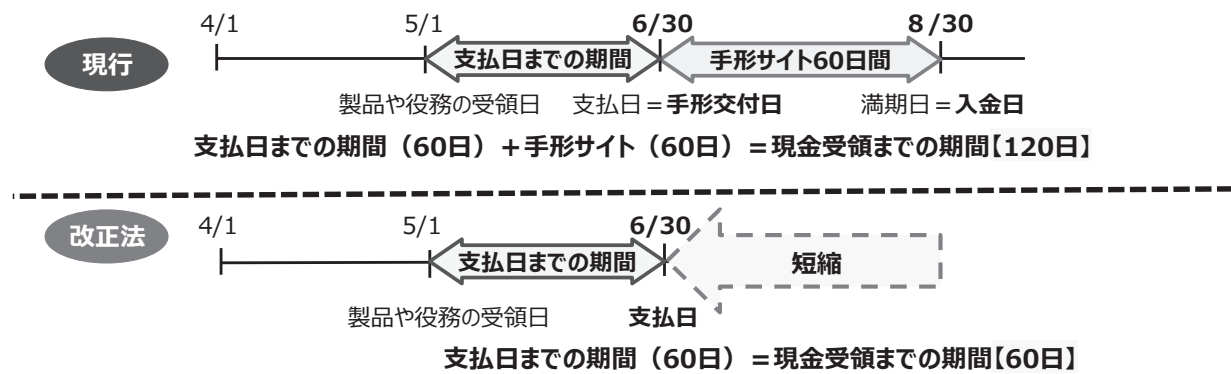 4/1 5/1 6/30 8/30
現行 支払日までの期間 手形サイト60日間
製品や役務の受領日 支払日＝手形交付日 満期日＝入金日
支払日までの期間（60日）＋手形サイト（60日）＝現金受領までの期間【120日】
改正法 4/1 5/1 6/30
支払日までの期間 短縮
製品や役務の受領日 支払日
支払日までの期間（60日）＝現金受領までの期間【60日】